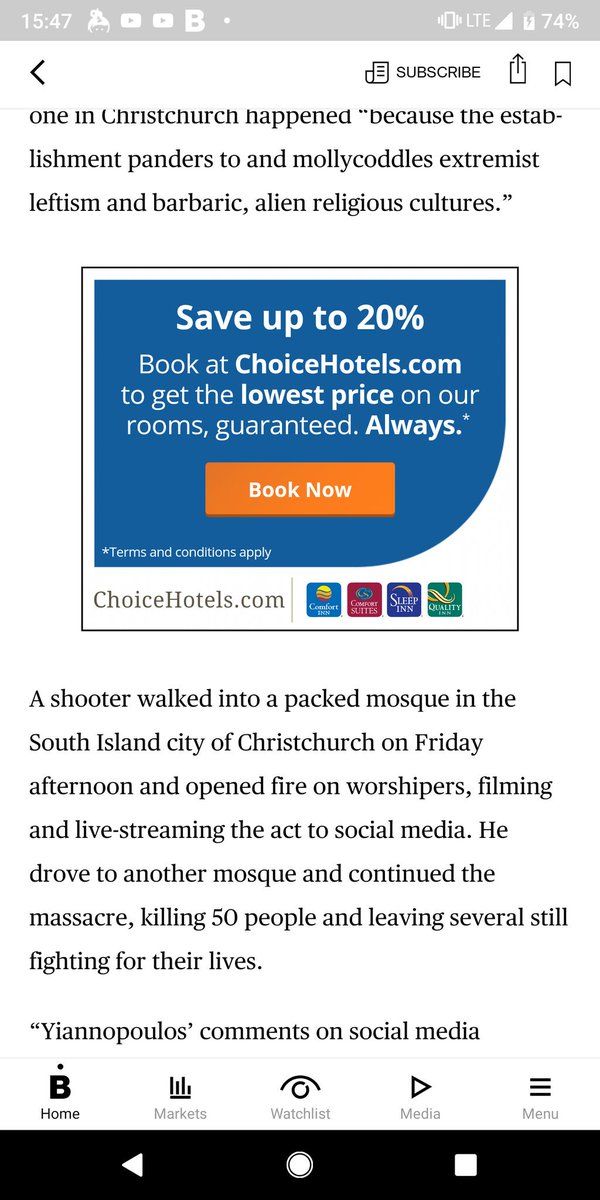 15:47 B LTE 74%
SUBSCRIBE
one in Christchurch happened “because the estab-
lishment panders to and mollycoddles extremist
leftism and barbaric, alien religious cultures.”
Save up to 20%
Book at ChoiceHotels.com
to get the lowest price on our
rooms, guaranteed. Always.*
Book Now
*Terms and conditions apply
ChoiceHotels.com
Comfort INN
COMFORT SUITES
SLEEP INN
QUALITY INN
A shooter walked into a packed mosque in the
South Island city of Christchurch on Friday
afternoon and opened fire on worshipers, filming
and live-streaming the act to social media. He
drove to another mosque and continued the
massacre, killing 50 people and leaving several still
fighting for their lives.
“Yiannopoulos’ comments on social media
B
Home Markets Watchlist Media Menu